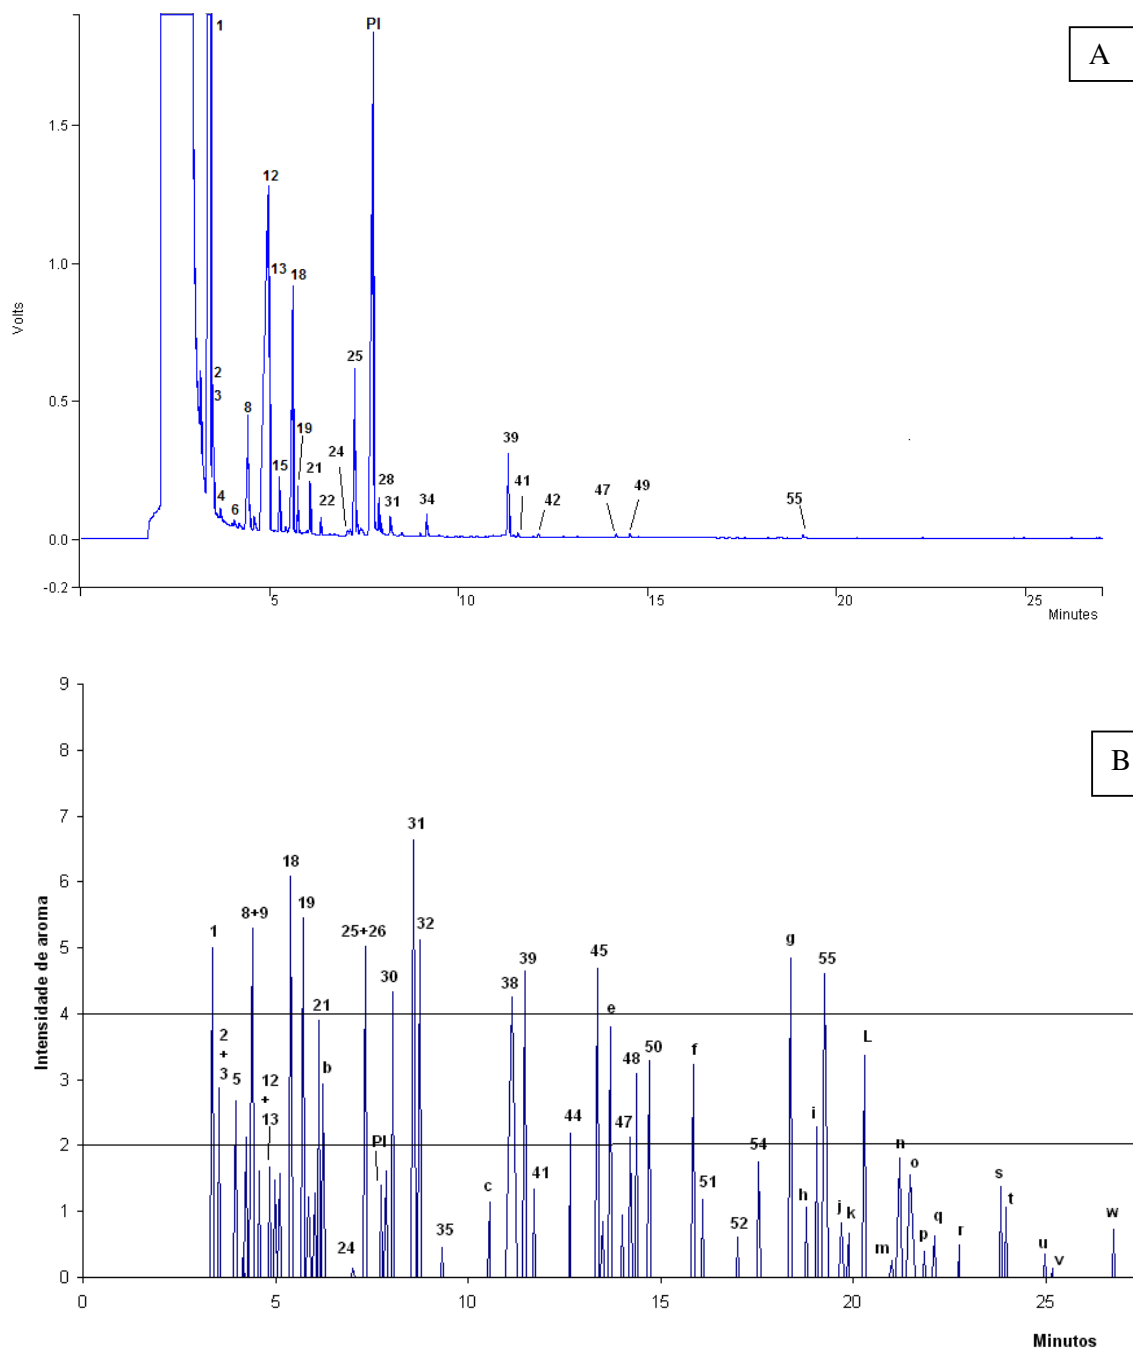 1
PI
A
1.5
12
1.0
13
18
Volts
25
2
0.5
3
8
19
39
24
15
21
28
41
47
49
4
6
22
31
34
42
55
0.0
-0.2
5
10
15
20
25
Minutes
9
B
8
7
31
18
6
19
8+9
32
1
25+26
g
5
45
55
39
30
38
Intensidade de aroma
4
21
e
2
+
3
b
48
50
f
L
3
5
12
+
13
44
47
i
2
PI
54
n
o
c
41
51
h
s
t
1
j
k
w
24
35
52
m
p
q
r
u
v
0
0
5
10
15
20
25
Minutos